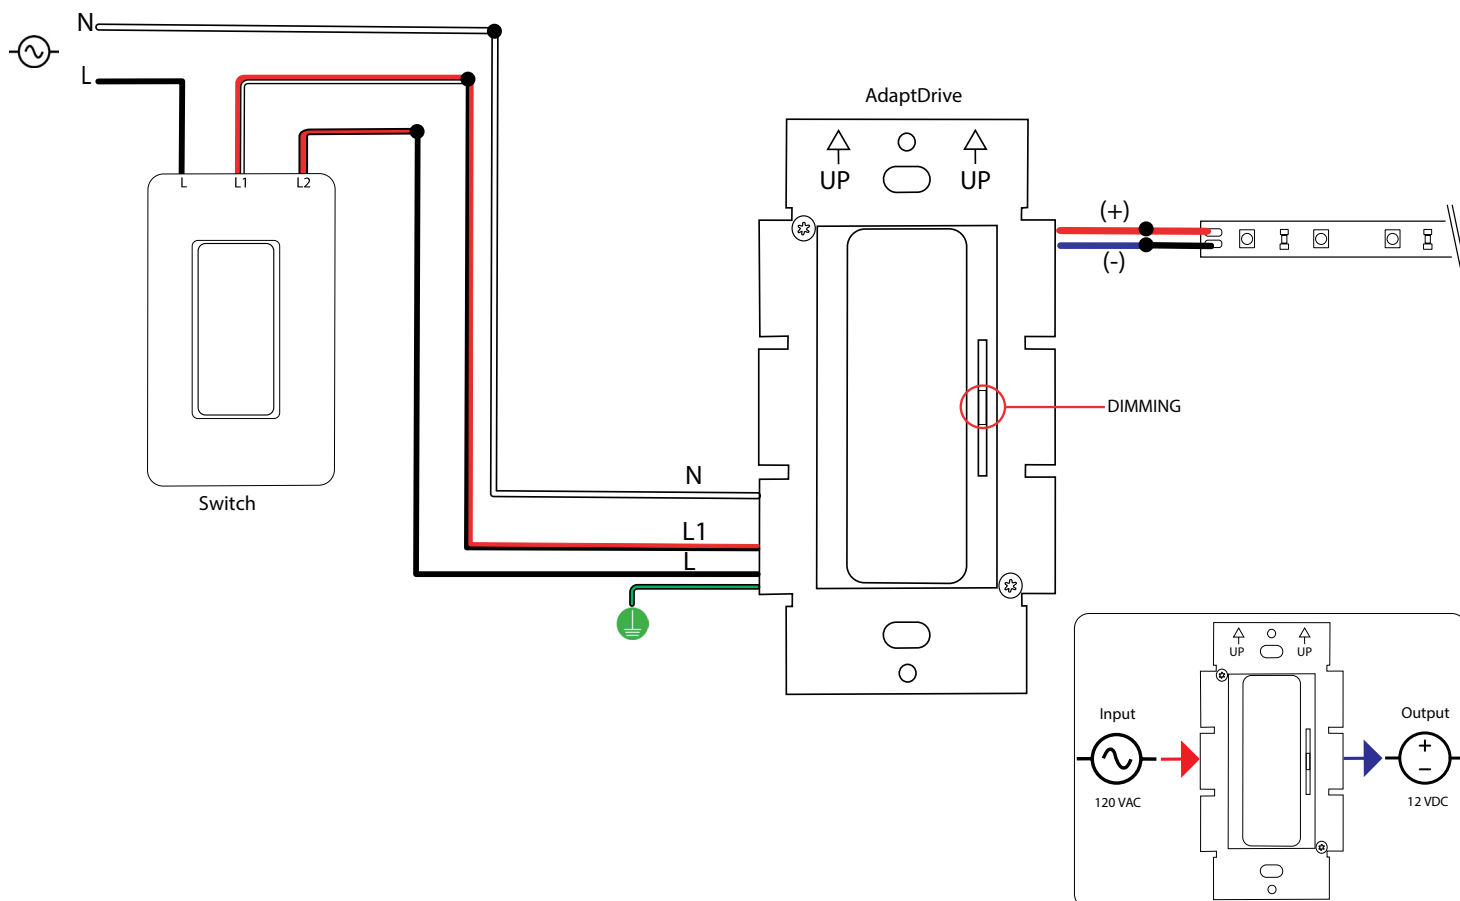 N
L
L L1 L2
Switch
AdaptDrive
UP UP
(+)
(-)
DIMMING
N
L1
L
UP UP
Input Output
+
−
120 VAC 12 VDC